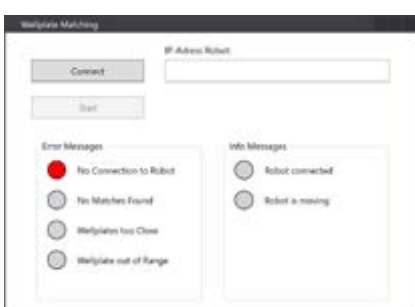 Wellplate Matching
IP-Adress Robot:
Connect
Start
Error Messages
No Connection to Robot
No Matches Found
Wellplates too Close
Wellplate out of Range
Info Messages
Robot connected
Robot is moving